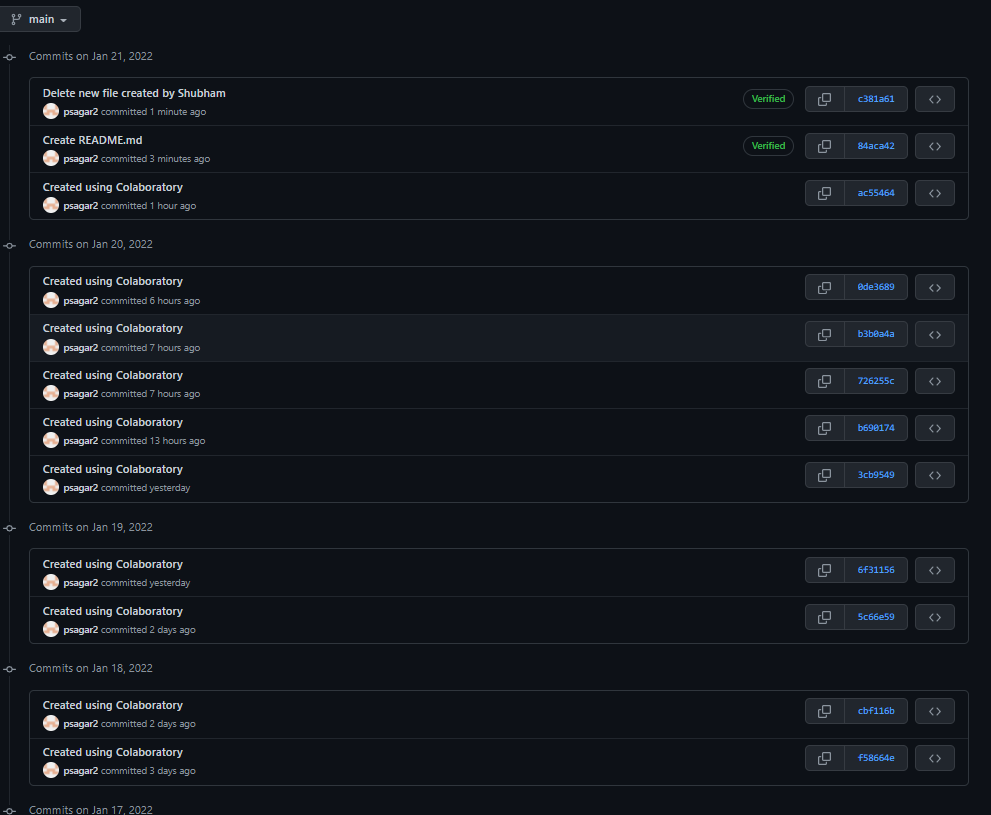 main
Commits on Jan 21, 2022
Delete new file created by Shubham
psagar2 committed 1 minute ago
Verified
c381a61
Create README.md
psagar2 committed 3 minutes ago
Verified
84aca42
Created using Colaboratory
psagar2 committed 1 hour ago
ac55464
Commits on Jan 20, 2022
Created using Colaboratory
psagar2 committed 6 hours ago
0de3689
Created using Colaboratory
psagar2 committed 7 hours ago
b3b0a4a
Created using Colaboratory
psagar2 committed 7 hours ago
726255c
Created using Colaboratory
psagar2 committed 13 hours ago
b690174
Created using Colaboratory
psagar2 committed yesterday
3cb9549
Commits on Jan 19, 2022
Created using Colaboratory
psagar2 committed yesterday
6f31156
Created using Colaboratory
psagar2 committed 2 days ago
5c66e59
Commits on Jan 18, 2022
Created using Colaboratory
psagar2 committed 2 days ago
cbf116b
Created using Colaboratory
psagar2 committed 3 days ago
f58664e
Commits on Jan 17, 2022